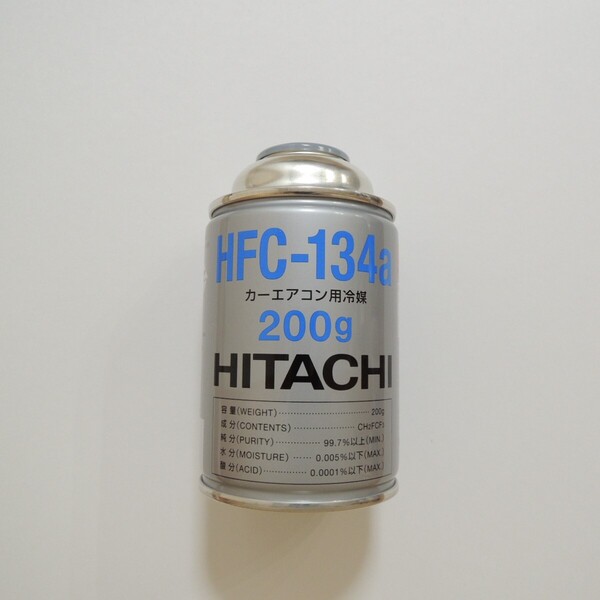 HFC-134a
カーエアコン用冷媒
200g
HITACHI
容量(WEIGHT)................................200g
成分(CONTENTS)....................CH2FCF3
純分(PURITY)..............99.7%以上(MIN.)
水分(MOISTURE)......0.005%以下(MAX.)
酸分(ACID)..............0.0001%以下(MAX.)